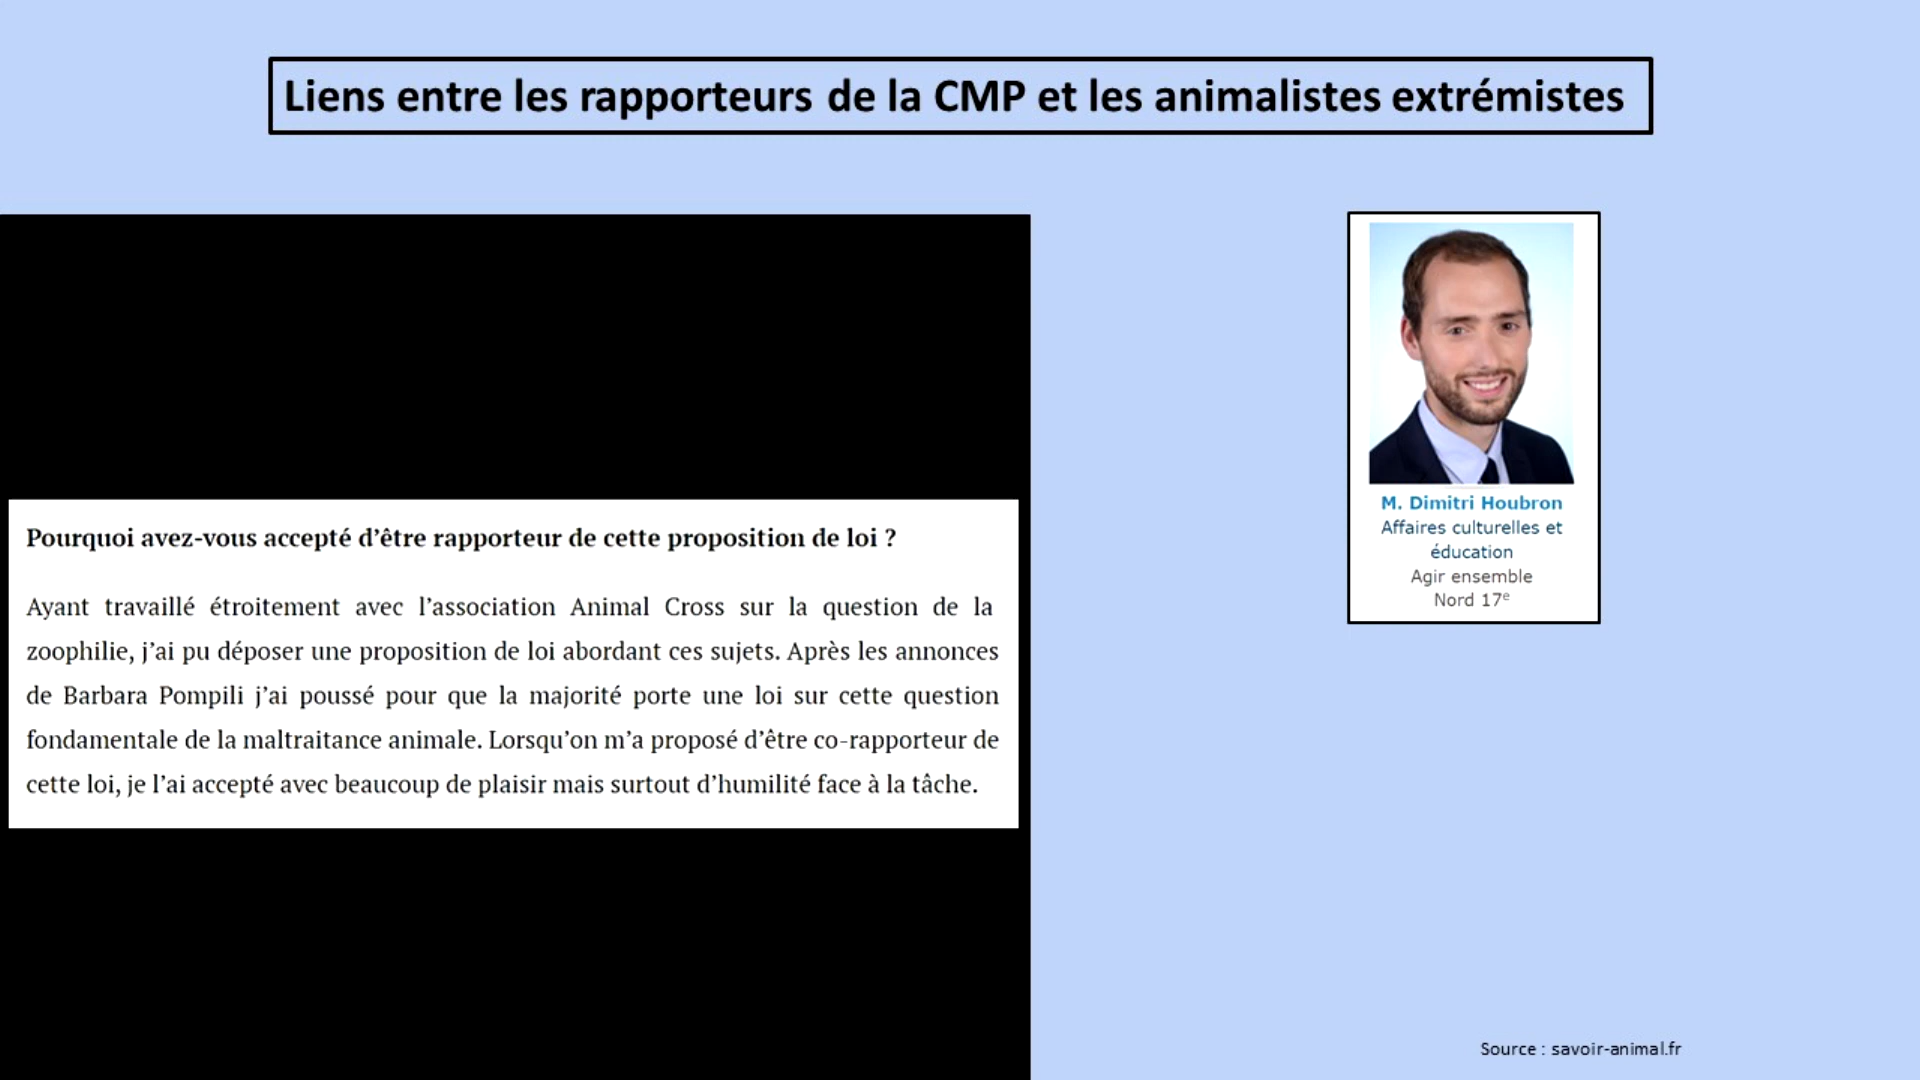 Liens entre les rapporteurs de la CMP et les animalistes extrémistes
Pourquoi avez-vous accepté d’être rapporteur de cette proposition de loi ?
Ayant travaillé étroitement avec l’association Animal Cross sur la question de la
zoophilie, j’ai pu déposer une proposition de loi abordant ces sujets. Après les annonces
de Barbara Pompili j’ai poussé pour que la majorité porte une loi sur cette question
fondamentale de la maltraitance animale. Lorsqu’on m’a proposé d’être co-rapporteur de
cette loi, je l’ai accepté avec beaucoup de plaisir mais surtout d’humilité face à la tâche.
M. Dimitri Houbron
Affaires culturelles et
éducation
Agir ensemble
Nord 17e
Source : savoir-animal.fr